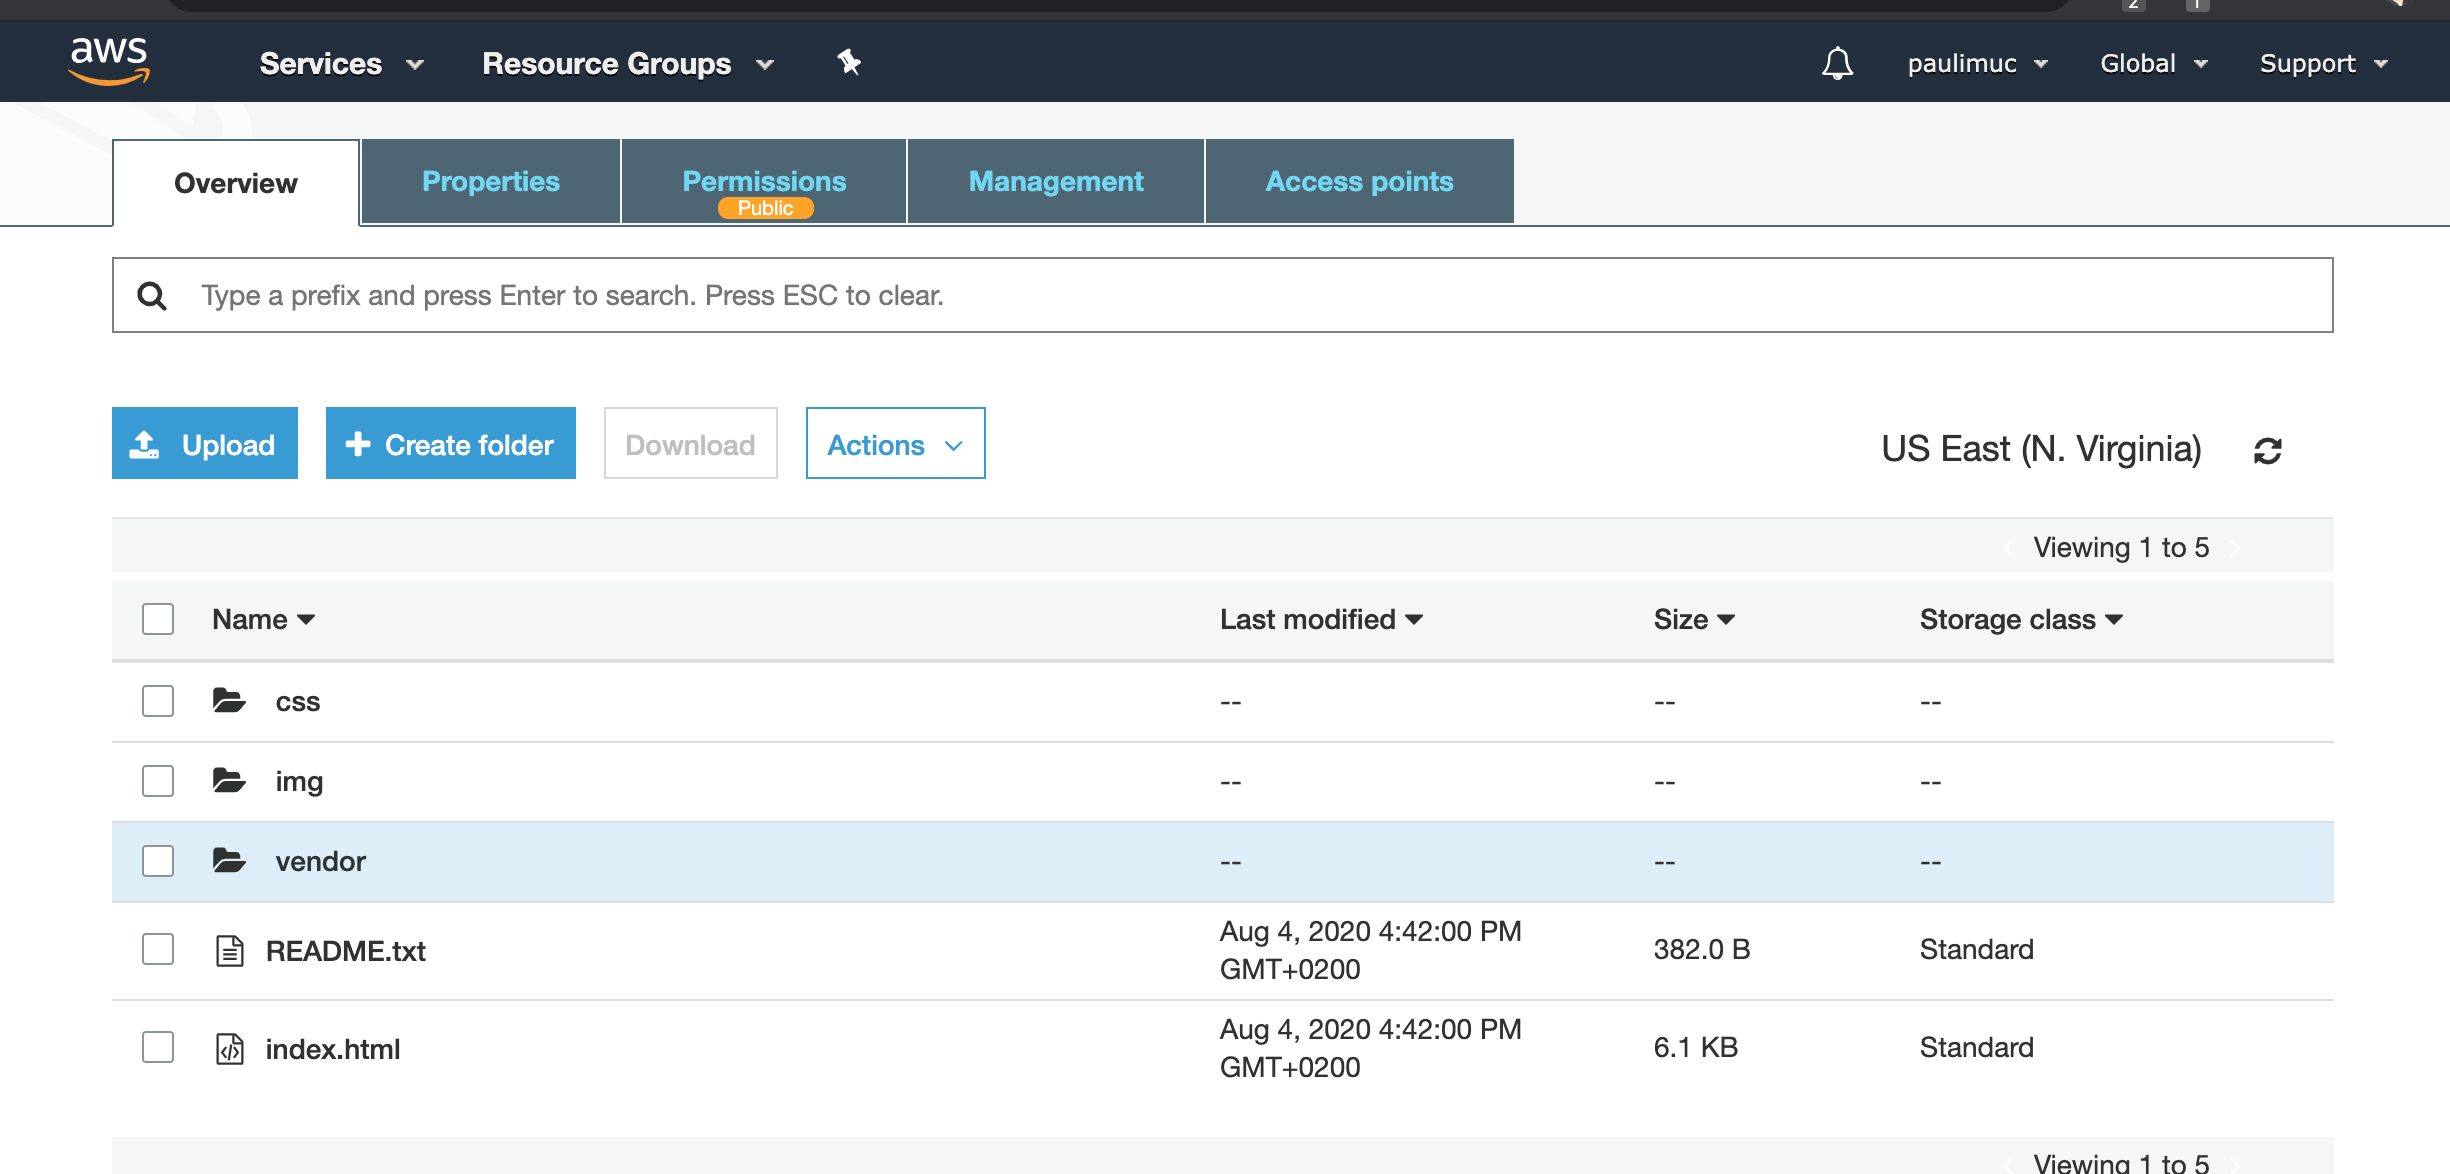 2 1
aws Services Resource Groups paulimuc Global Support
Overview Properties Permissions Management Access points
Public
Type a prefix and press Enter to search. Press ESC to clear.
Upload Create folder Download Actions US East (N. Virginia)
Viewing 1 to 5
Name Last modified Size Storage class
css -- -- --
img -- -- --
vendor -- -- --
README.txt Aug 4, 2020 4:42:00 PM GMT+0200 382.0 B Standard
index.html Aug 4, 2020 4:42:00 PM GMT+0200 6.1 KB Standard
Viewing 1 to 5